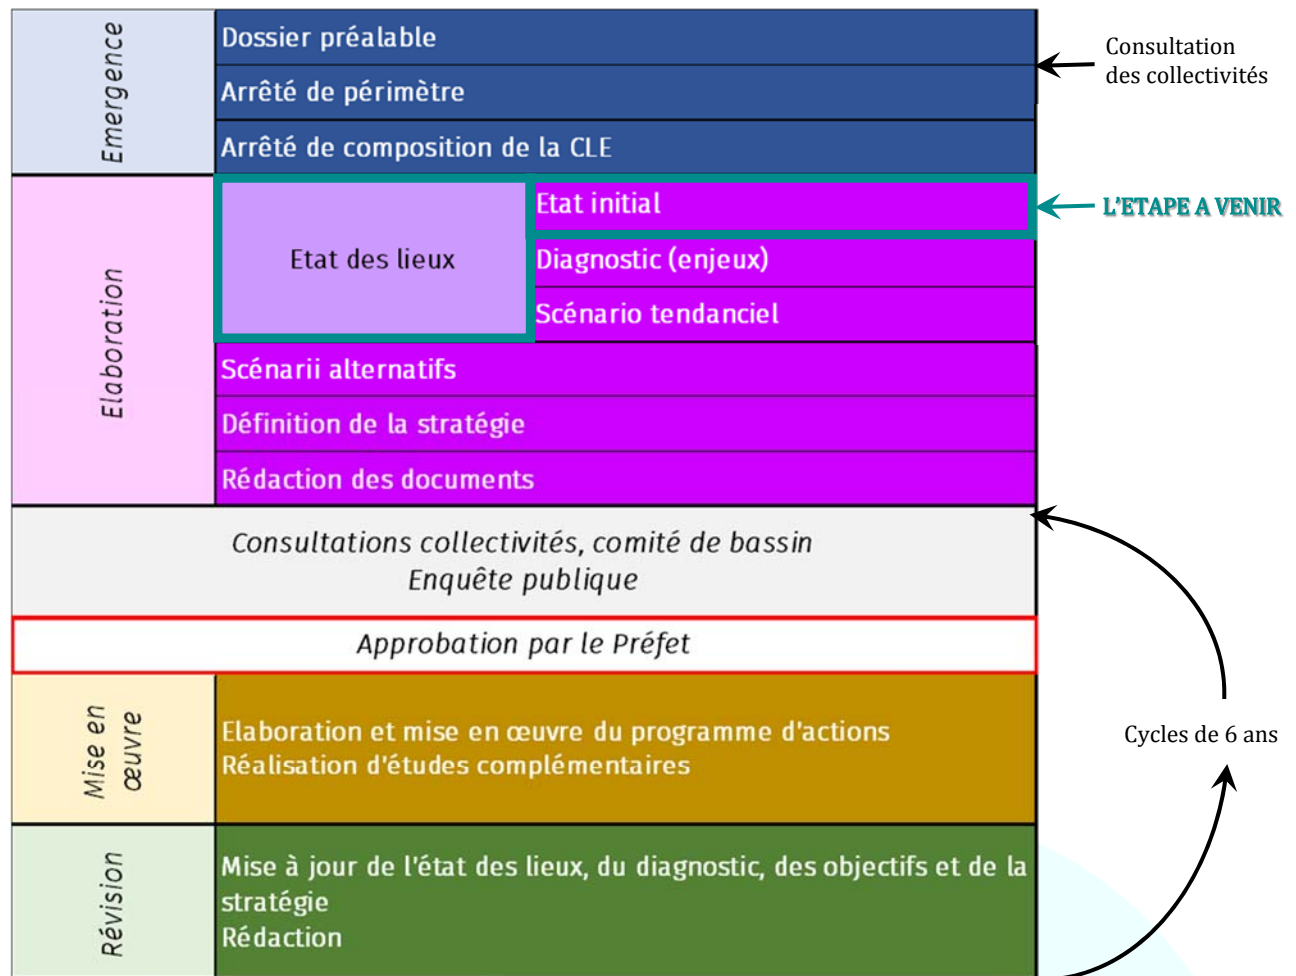 Emergence
Dossier préalable
Arrêté de périmètre
Arrêté de composition de la CLE
Consultation
des collectivités
Elaboration
Etat des lieux
Etat initial
L'ETAPE A VENIR
Diagnostic (enjeux)
Scénario tendanciel
Scénarii alternatifs
Définition de la stratégie
Rédaction des documents
Consultations collectivités, comité de bassin
Enquête publique
Approbation par le Préfet
Mise en
œuvre
Elaboration et mise en œuvre du programme d'actions
Réalisation d'études complémentaires
Cycles de 6 ans
Révision
Mise à jour de l'état des lieux, du diagnostic, des objectifs et de la
stratégie
Rédaction